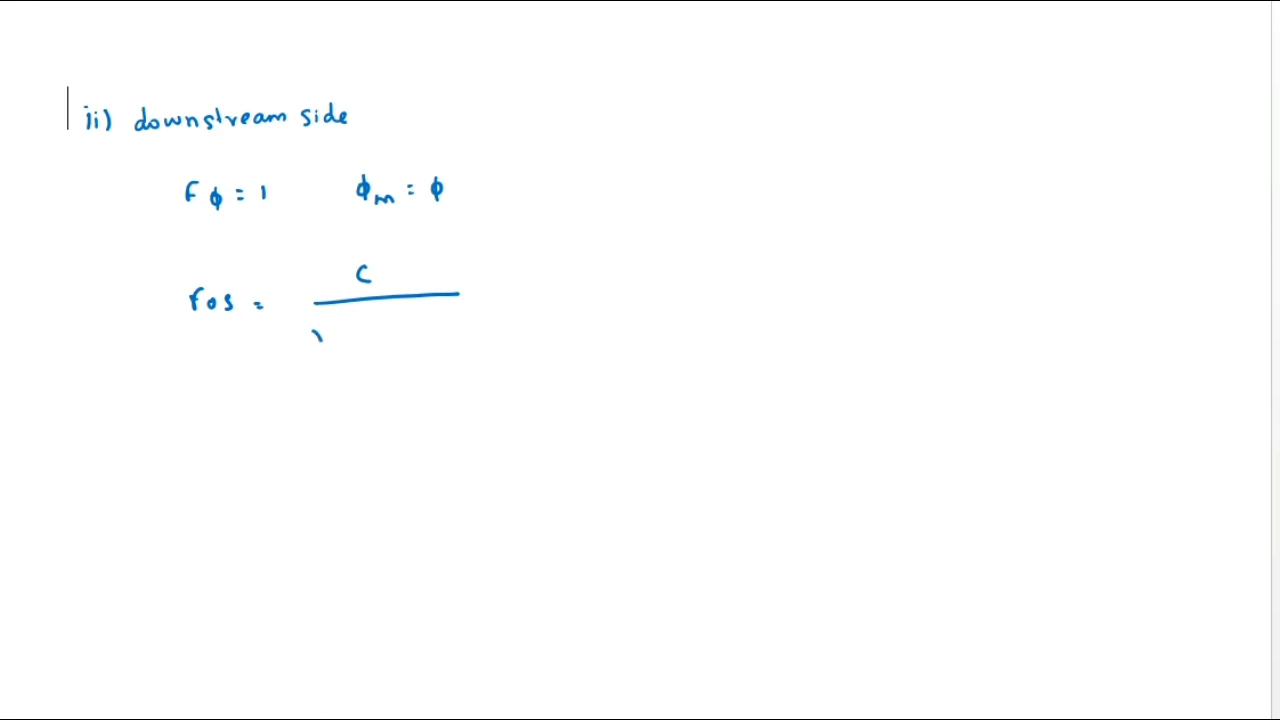 ii) downstream side
Fϕ = 1 ϕm = ϕ
FOS = C